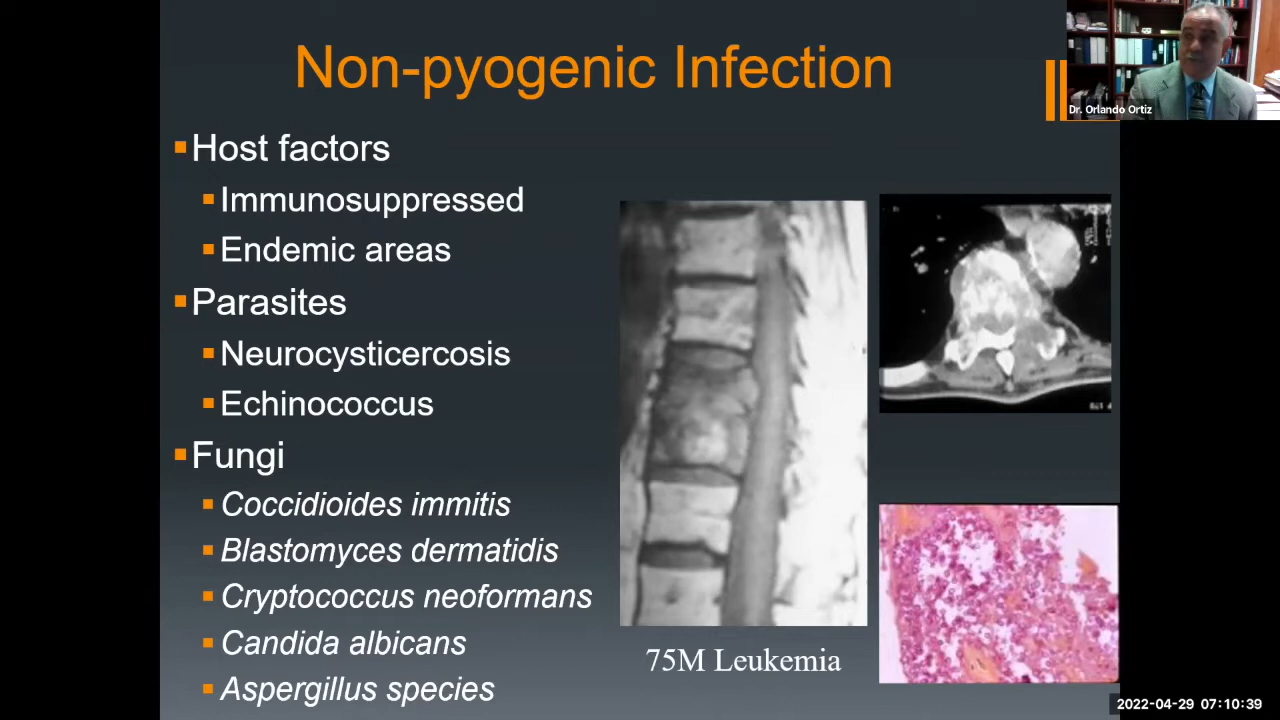 Non-pyogenic Infection
Dr. Orlando Ortiz
Host factors
Immunosuppressed
Endemic areas
Parasites
Neurocysticercosis
Echinococcus
Fungi
Coccidioides immitis
Blastomyces dermatidis
Cryptococcus neoformans
Candida albicans
Aspergillus species
75M Leukemia
2022-04-29 07:10:39